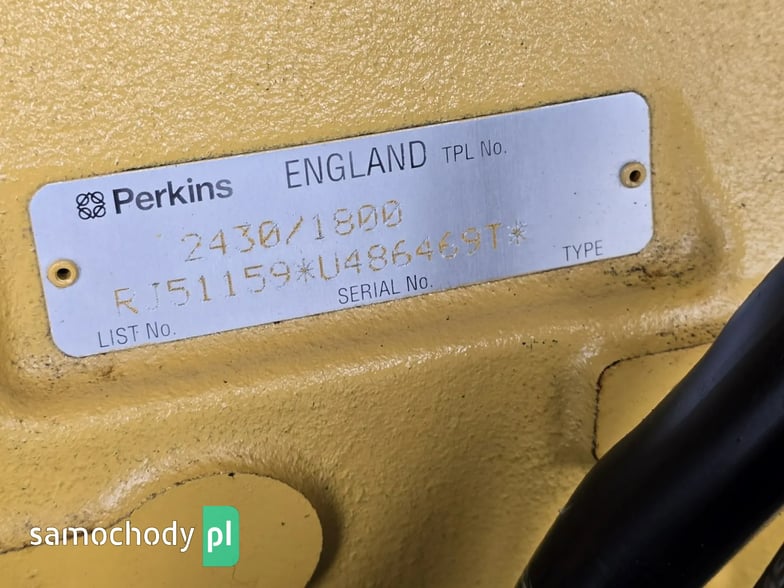 Perkins ENGLAND TPL No.
2430/1800
RJ51159*U486469T*
LIST No. SERIAL No. TYPE
samochody pl